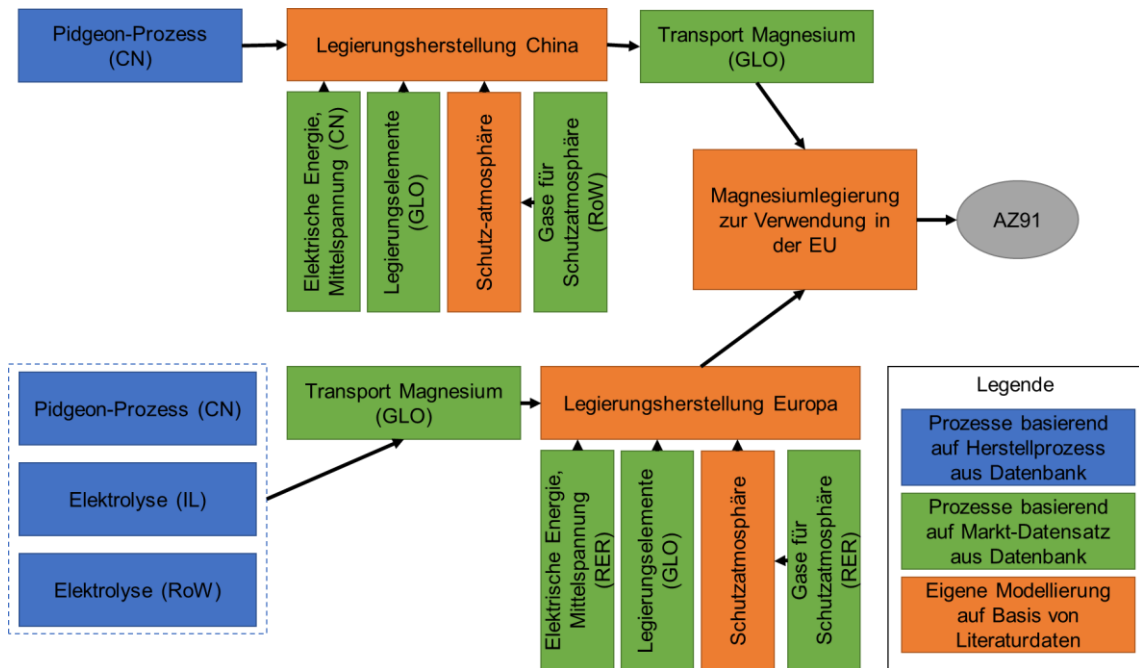 Pidgeon-Prozess
(CN)
Legierungsherstellung China
Transport Magnesium
(GLO)
Elektrische Energie,
Mittelspannung (CN)
Legierungselemente
(GLO)
Schutz-atmosphäre
Gase für
Schutzatmosphäre
(RoW)
Magnesiumlegierung
zur Verwendung in
der EU
AZ91
Pidgeon-Prozess (CN)
Elektrolyse (IL)
Elektrolyse (RoW)
Transport Magnesium
(GLO)
Legierungsherstellung Europa
Elektrische Energie,
Mittelspannung
(RER)
Legierungselemente
(GLO)
Schutzatmosphäre
Gase für
Schutzatmosphäre
(RER)
Legende
Prozesse basierend
auf Herstellprozess
aus Datenbank
Prozesse basierend
auf Markt-Datensatz
aus Datenbank
Eigene Modellierung
auf Basis von
Literaturdaten